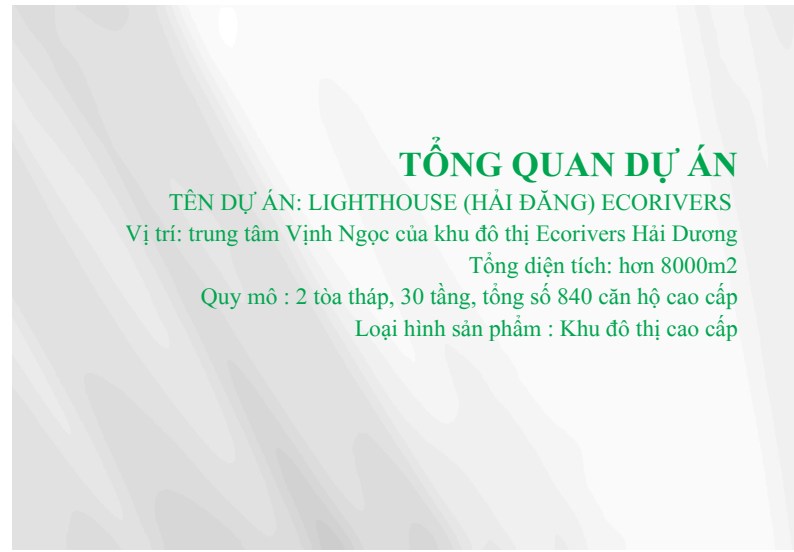 TỔNG QUAN DỰ ÁN
TÊN DỰ ÁN: LIGHTHOUSE (HẢI ĐĂNG) ECORIVERS
Vị trí: trung tâm Vịnh Ngọc của khu đô thị Ecorivers Hải Dương
Tổng diện tích: hơn 8000m2
Quy mô : 2 tòa tháp, 30 tầng, tổng số 840 căn hộ cao cấp
Loại hình sản phẩm : Khu đô thị cao cấp